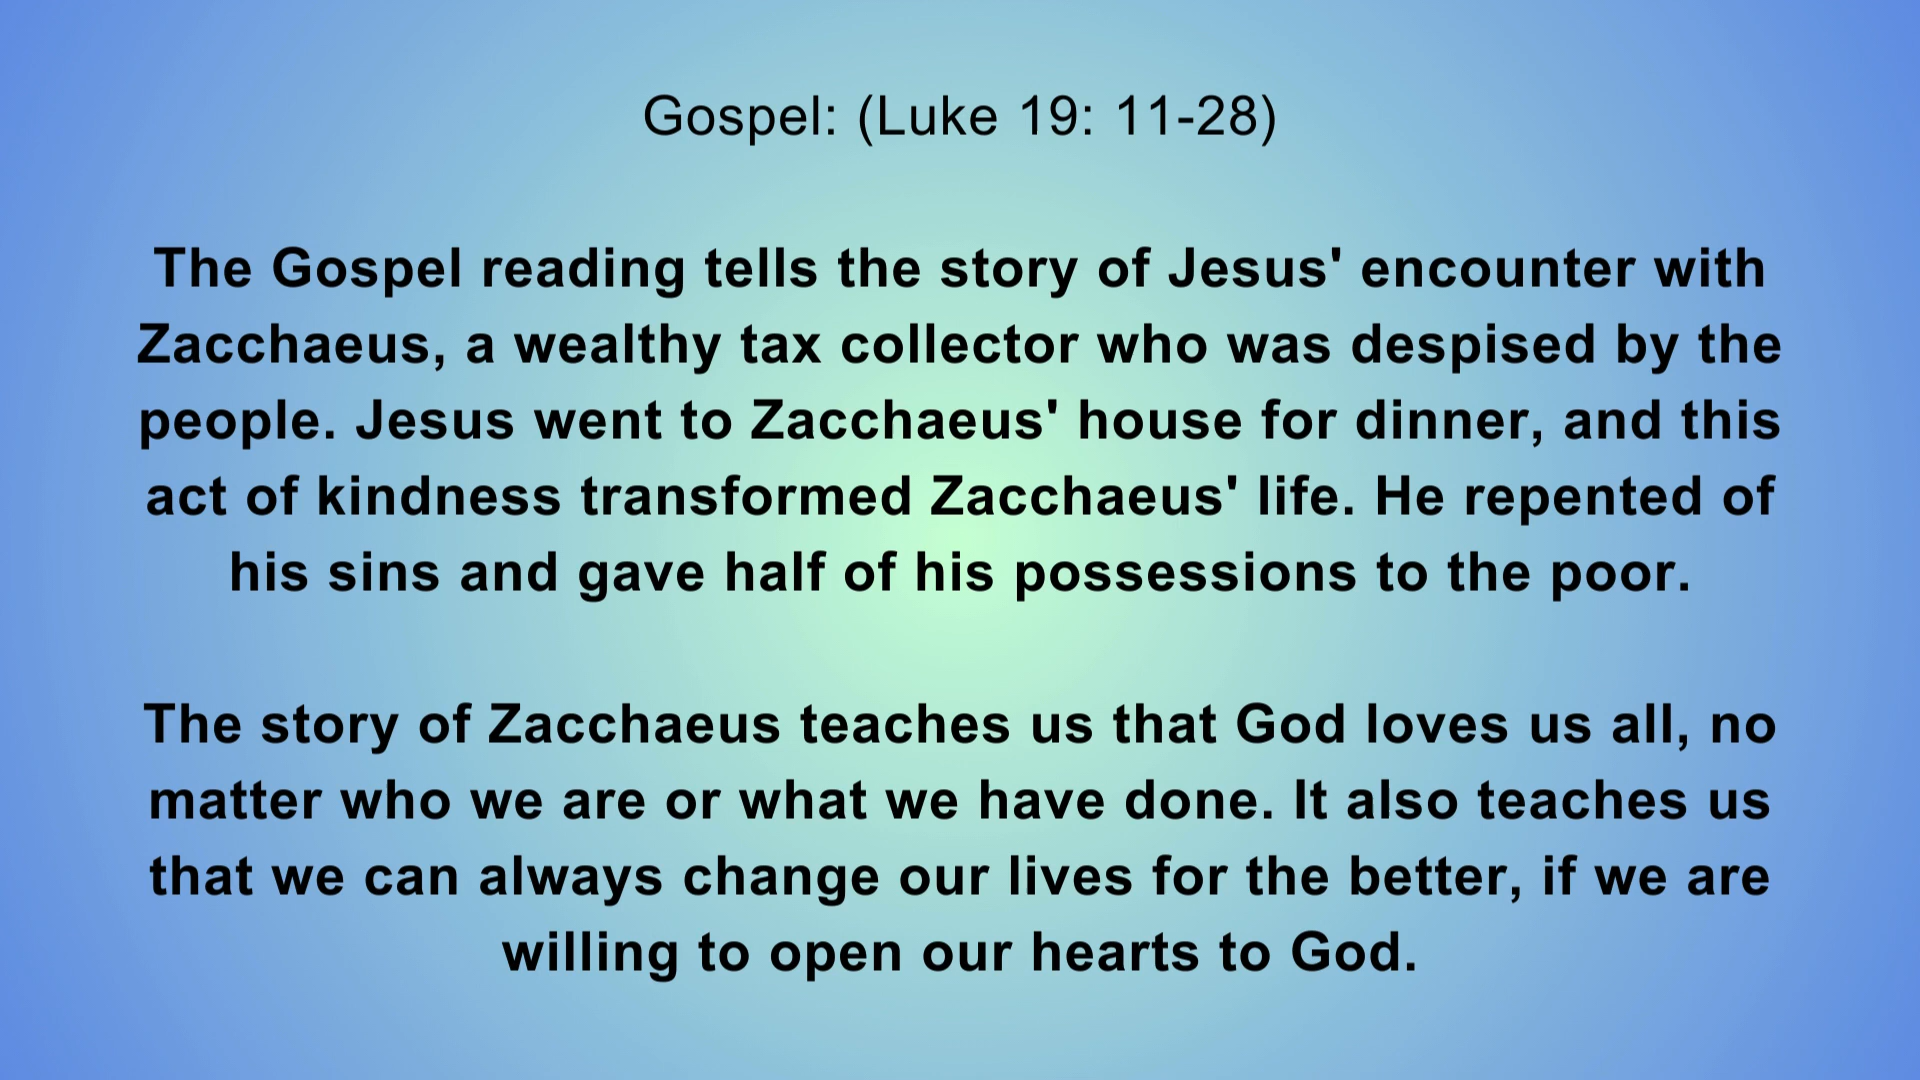 Gospel: (Luke 19: 11-28)
The Gospel reading tells the story of Jesus' encounter with
Zacchaeus, a wealthy tax collector who was despised by the
people. Jesus went to Zacchaeus' house for dinner, and this
act of kindness transformed Zacchaeus' life. He repented of
his sins and gave half of his possessions to the poor.
The story of Zacchaeus teaches us that God loves us all, no
matter who we are or what we have done. It also teaches us
that we can always change our lives for the better, if we are
willing to open our hearts to God.